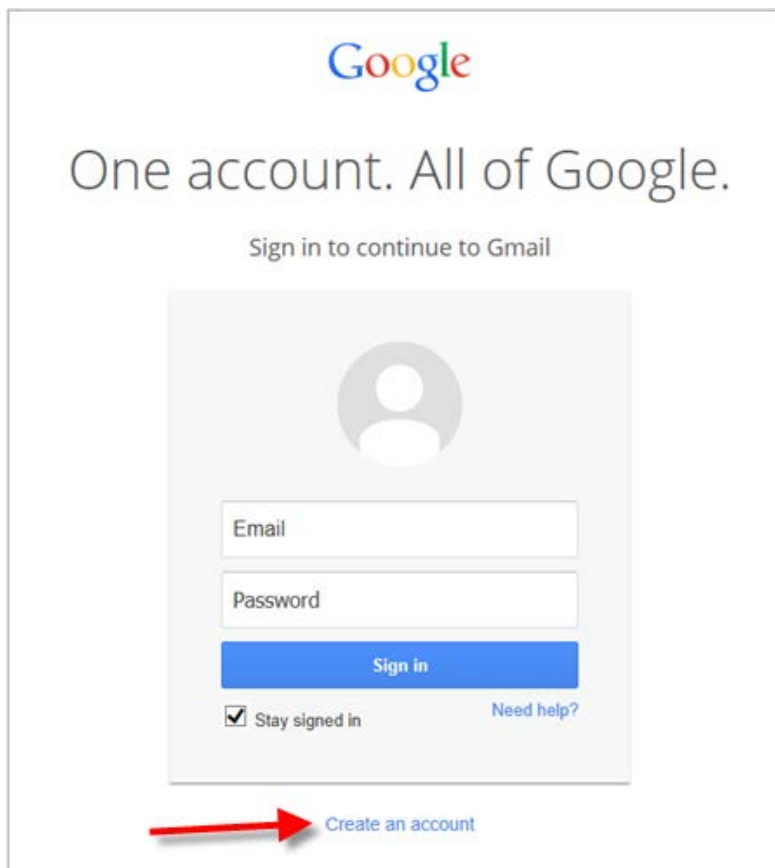 Google
One account. All of Google.
Sign in to continue to Gmail
Email
Password
Sign in
Stay signed in Need help?
Create an account